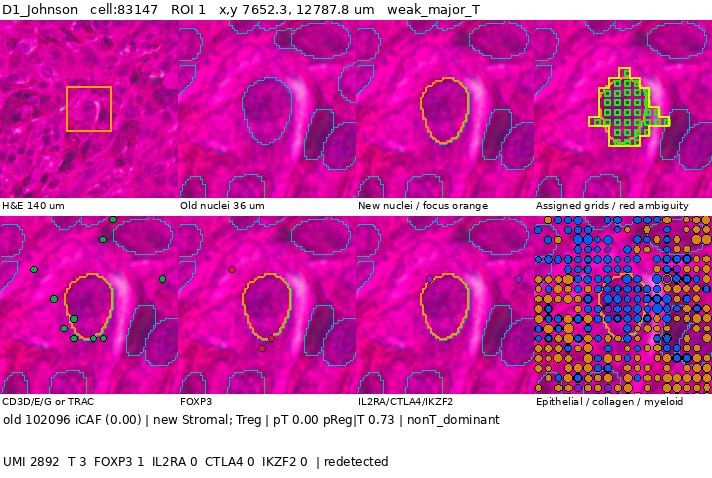 D1_Johnson cell:83147 ROI 1 x,y 7652.3, 12787.8 um weak_major_T
H&E 140 um
Old nuclei 36 um
New nuclei / focus orange
Assigned grids / red ambiguity
CD3D/E/G or TRAC
FOXP3
IL2RA/CTLA4/IKZF2
Epithelial / collagen / myeloid
old 102096 iCAF (0.00) | new Stromal; Treg | pT 0.00 pReg|T 0.73 | nonT_dominant
UMI 2892 T 3 FOXP3 1 IL2RA 0 CTLA4 0 IKZF2 0 | redetected